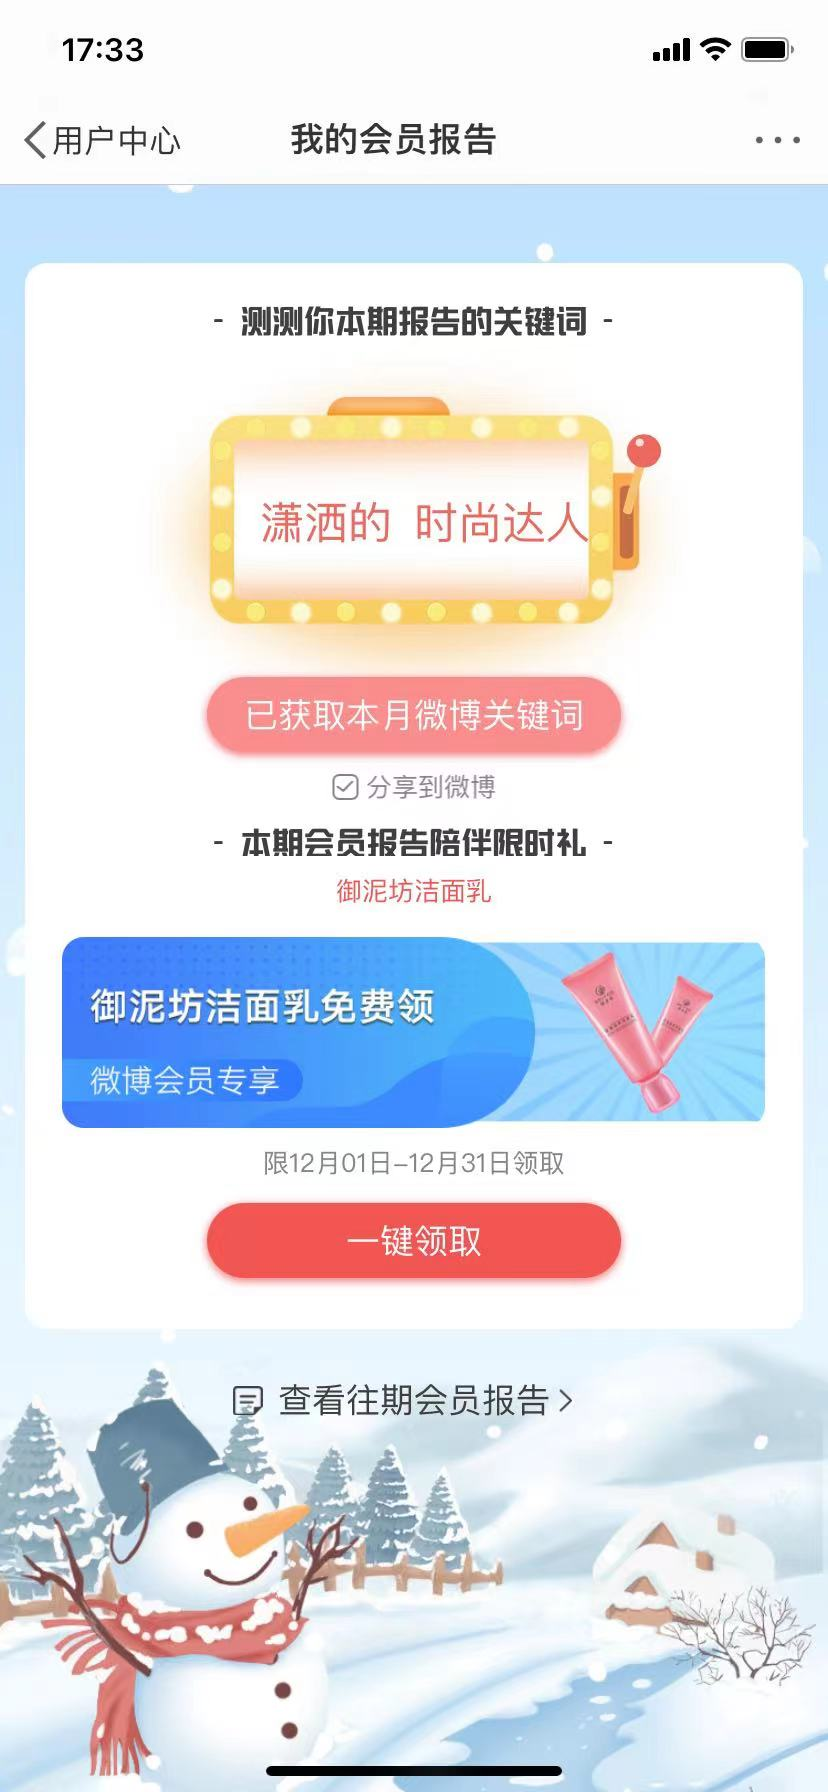 17:33
用户中心
我的会员报告
- 测测你本期报告的关键词 -
潇洒的 时尚达人
已获取本月微博关键词
分享到微博
- 本期会员报告陪伴限时礼 -
御泥坊洁面乳
御泥坊洁面乳免费领
微博会员专享
限12月01日-12月31日领取
一键领取
查看往期会员报告